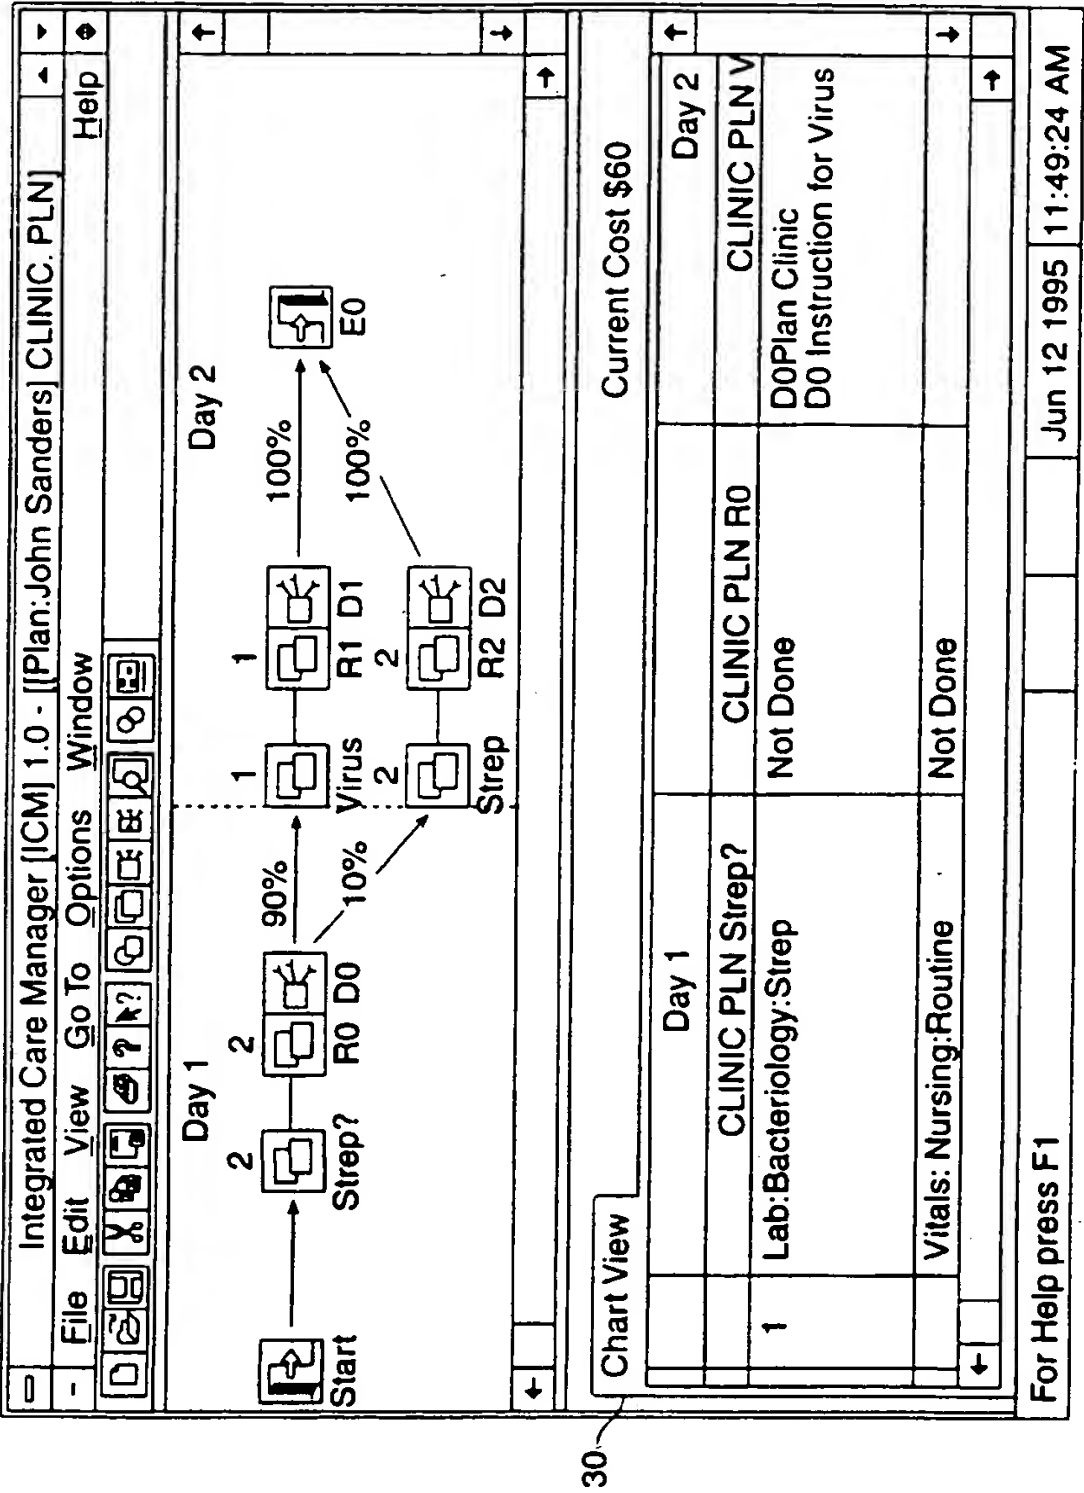 Integrated Care Manager [ICM] 1.0 - [[Plan:John Sanders] CLINIC. PLN]
File Edit View Go To Options Window Help
Day 1 Day 2
2 2 90% 1 1 100%
Start Strep? R0 D0 Virus R1 D1 E0
10% 2 2 100%
Strep R2 D2
30
Chart View Current Cost $60
Day 1 Day 2
CLINIC PLN Strep? CLINIC PLN R0 CLINIC PLN V
1 Lab:Bacteriology:Strep Not Done D0Plan Clinic
D0 Instruction for Virus
Vitals: Nursing:Routine Not Done
For Help press F1 Jun 12 1995 11:49:24 AM